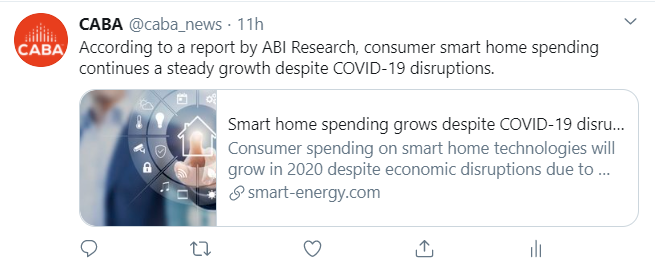 CABA
CABA @caba_news · 11h
According to a report by ABI Research, consumer smart home spending
continues a steady growth despite COVID-19 disruptions.
Smart home spending grows despite COVID-19 disru...
Consumer spending on smart home technologies will
grow in 2020 despite economic disruptions due to ...
smart-energy.com